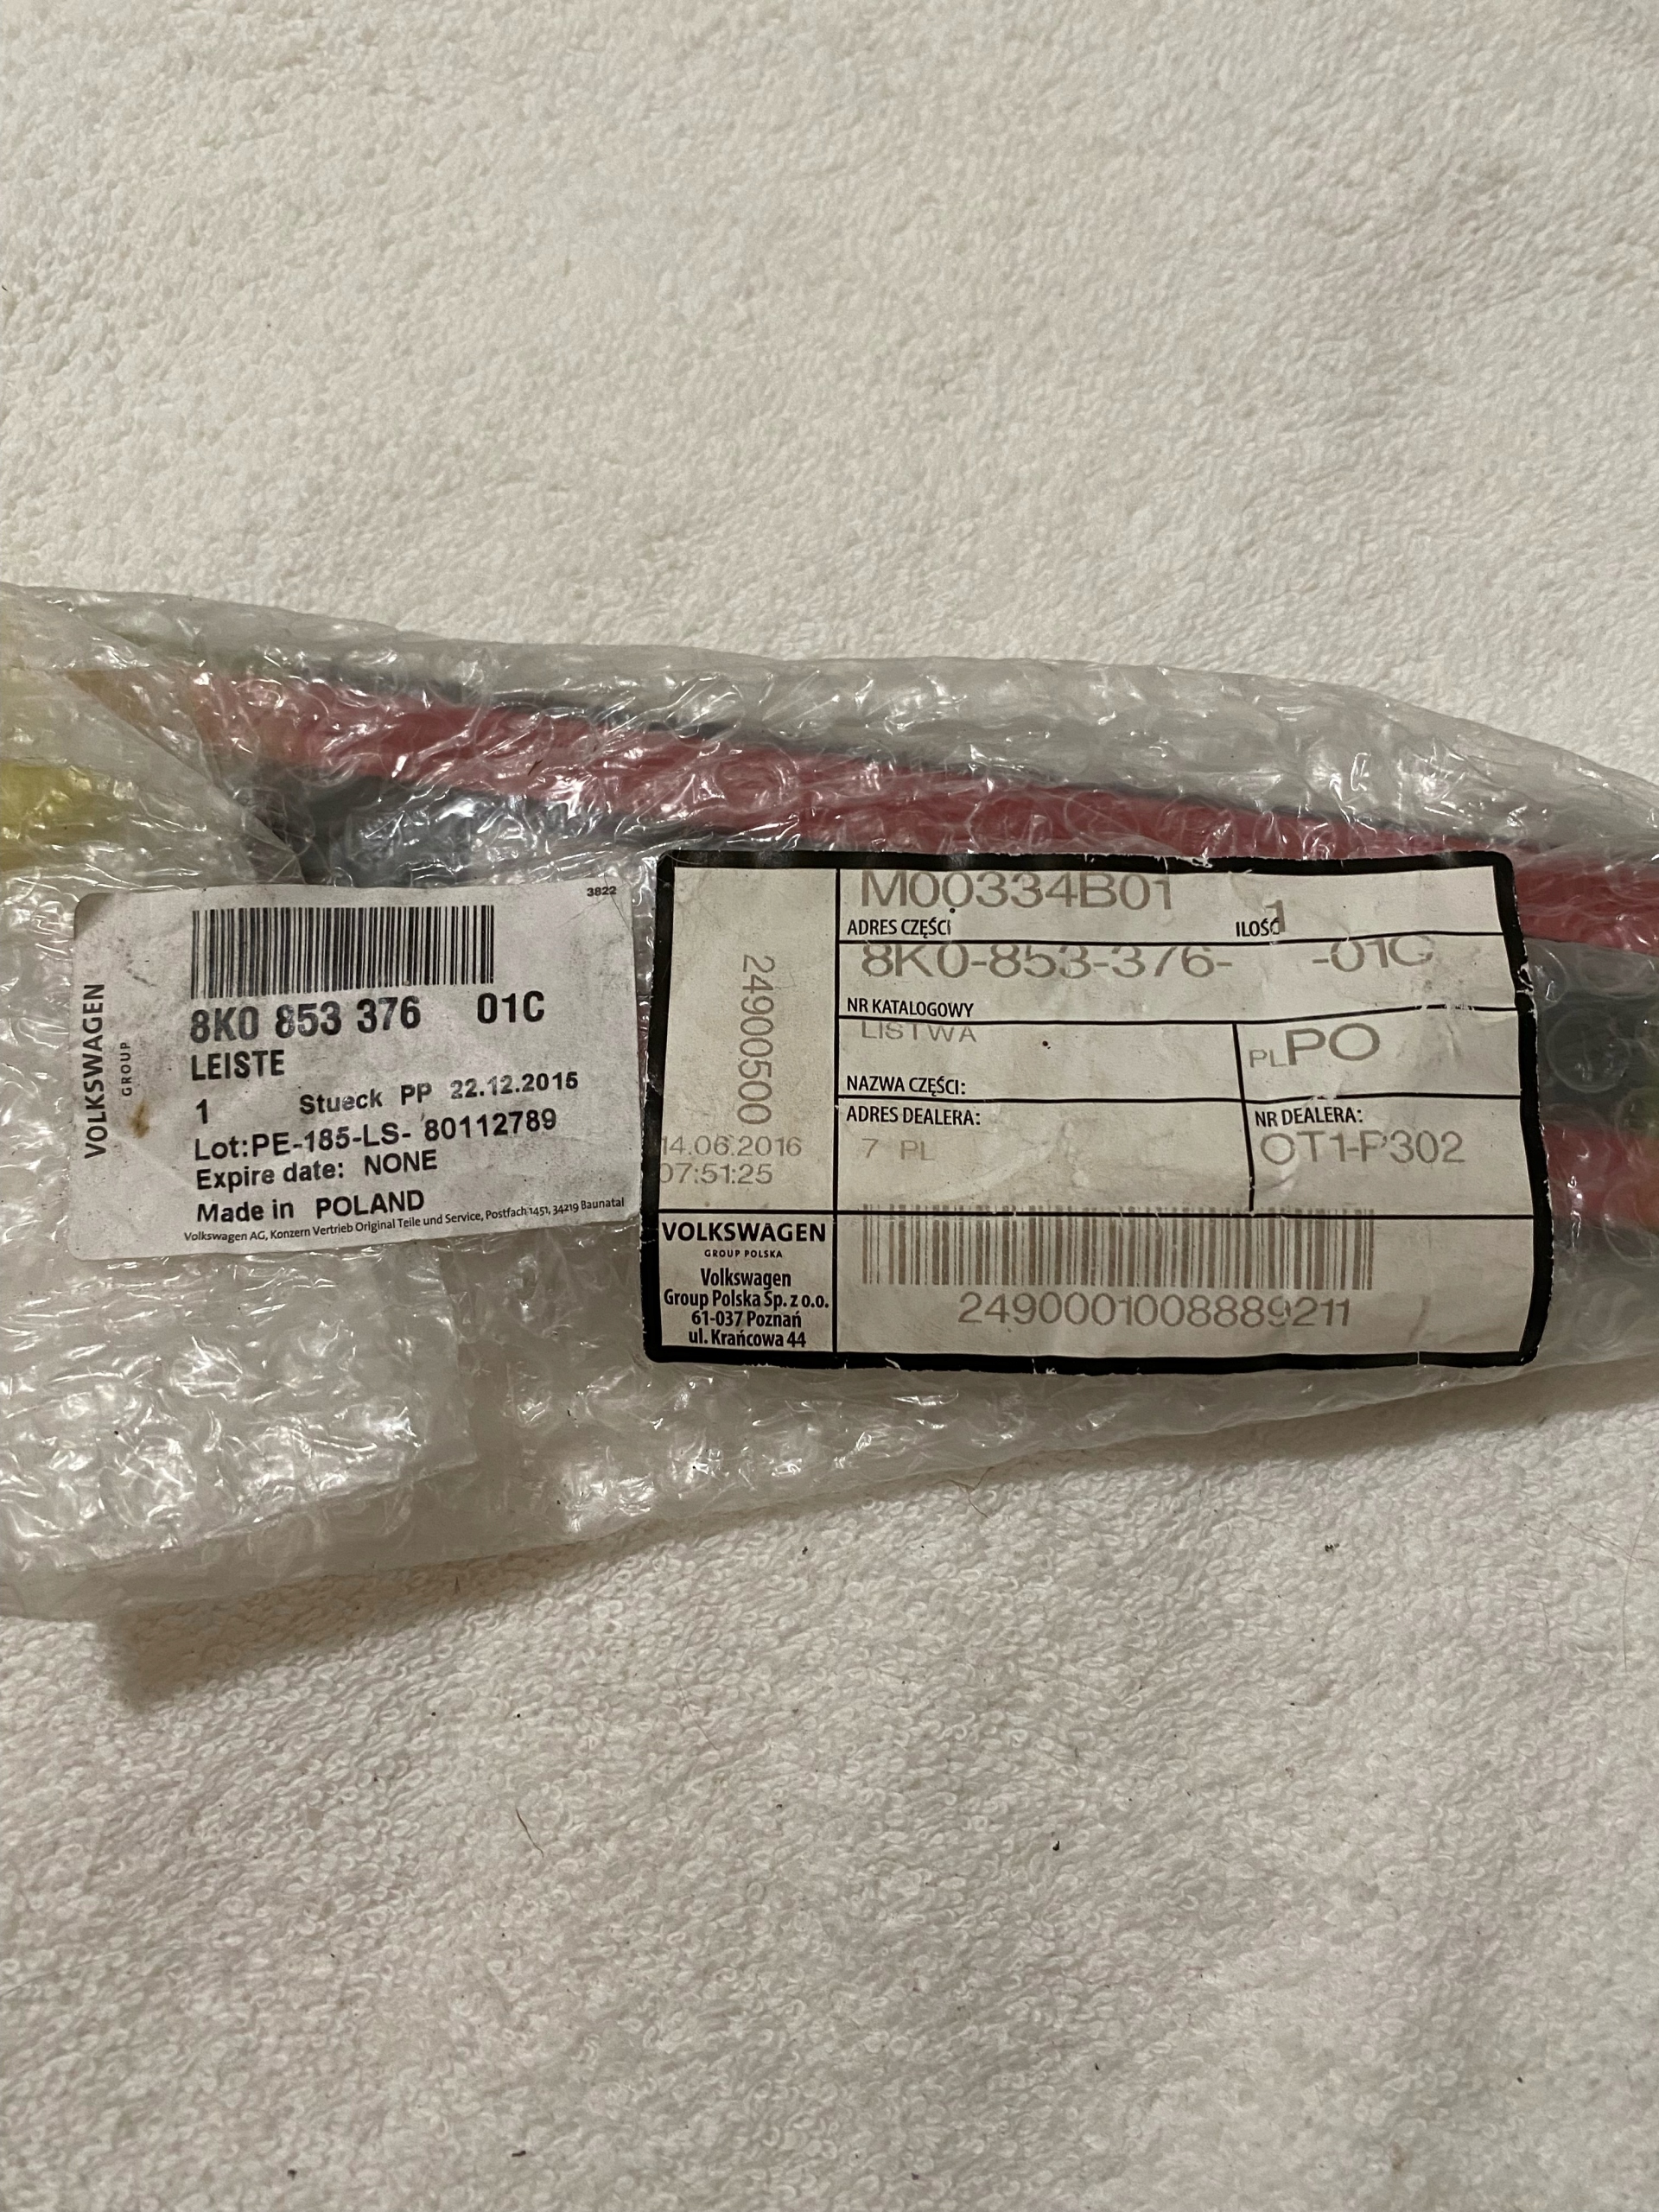 3822
VOLKSWAGEN
GROUP
8K0 853 376 01C
LEISTE
1 Stueck PP 22.12.2015
Lot:PE-185-LS- 80112789
Expire date: NONE
Made in POLAND
Volkswagen AG, Konzern Vertrieb Original Teile und Service, Postfach 1451, 34219 Baunatal
24900500
14.06.2016
07:51:25
M00334B01
ADRES CZĘŚCI
ILOŚĆ 1
8K0-853-376- -01C
NR KATALOGOWY
LISTWA
NAZWA CZĘŚCI:
PL PO
ADRES DEALERA:
7 PL
NR DEALERA:
OT1-P302
VOLKSWAGEN
GROUP POLSKA
Volkswagen
Group Polska Sp. z o.o.
61-037 Poznań
ul. Krańcowa 44
2490001008889211